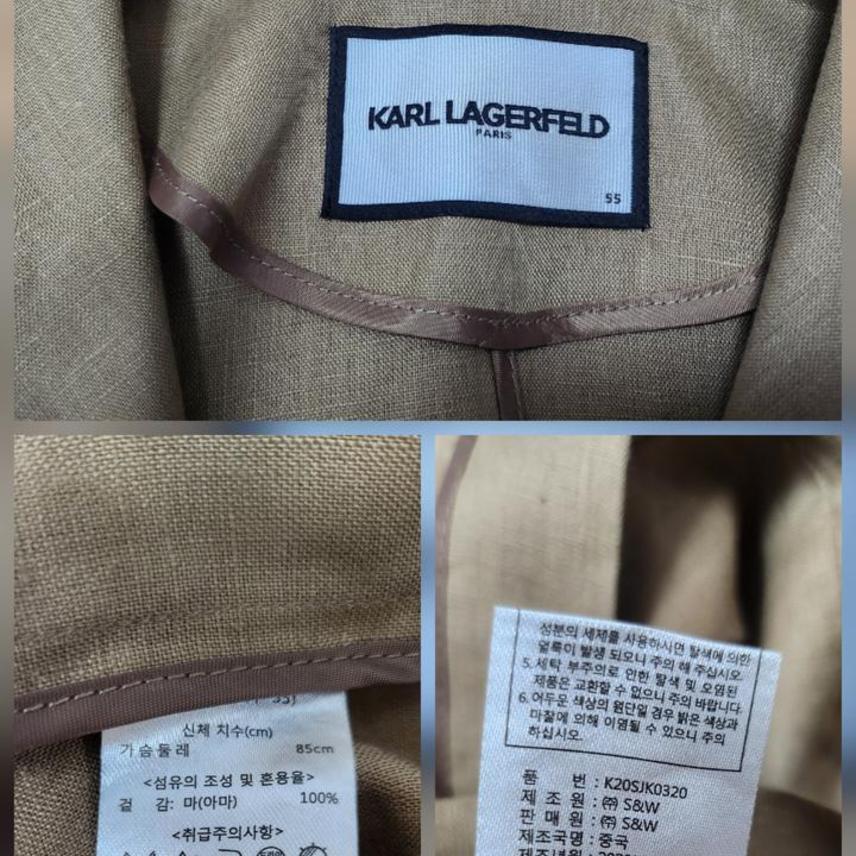 KARL LAGERFELD
PARIS
55
신체 치수(cm)
가슴둘레 85cm
<섬유의 조성 및 혼용율>
겉 감: 마(아마) 100%
<취급주의사항>
성분의 세제를 사용하시면 탈색에 의한
얼룩이 발생 되오니 주의 해 주십시오.
5. 세탁 부주의로 인한 탈색 및 오염된
제품은 교환할 수 없으니 주의 바랍니다.
6. 어두운 색상의 원단일 경우 밝은 색상과
마찰에 의해 이염될 수 있으니 주의
하십시오.
품 번 : K20SJK0320
제 조 원 : ㈜ S&W
판 매 원 : ㈜ S&W
제조국명 : 중국